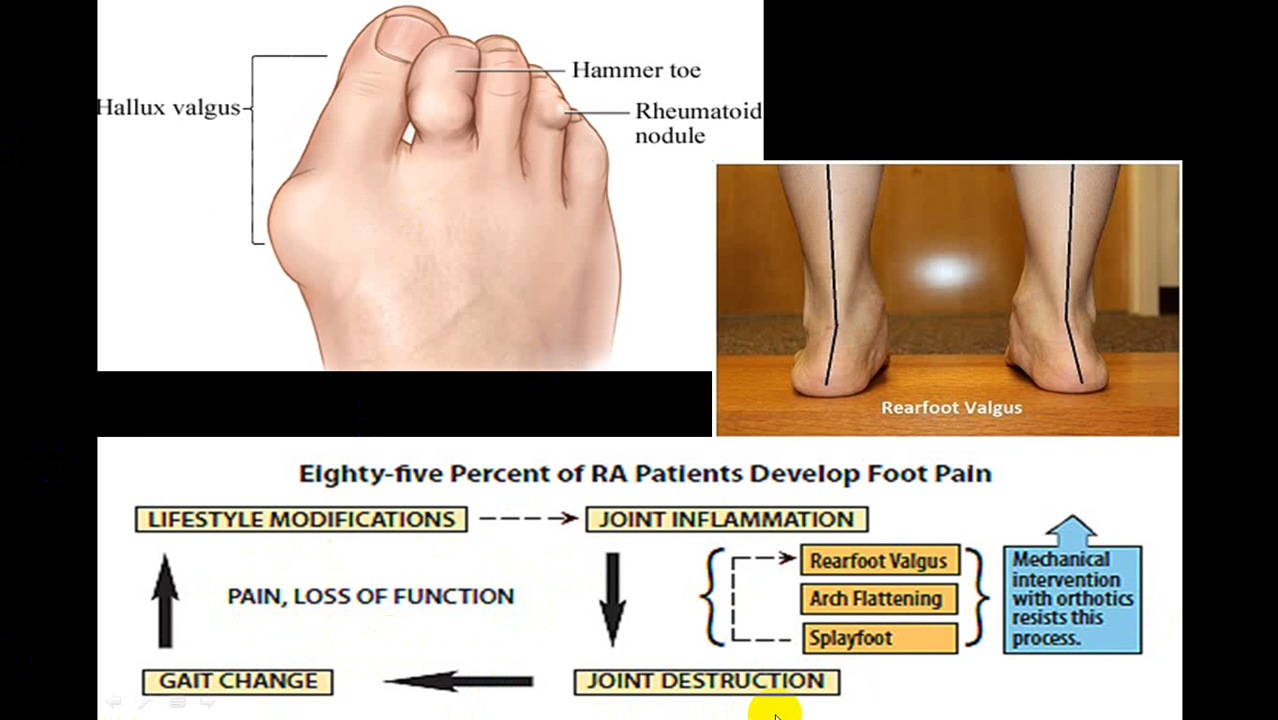 Hallux valgus
Hammer toe
Rheumatoid
nodule
Rearfoot Valgus
Eighty-five Percent of RA Patients Develop Foot Pain
LIFESTYLE MODIFICATIONS
JOINT INFLAMMATION
PAIN, LOSS OF FUNCTION
Rearfoot Valgus
Arch Flattening
Splayfoot
Mechanical
intervention
with orthotics
resists this
process.
GAIT CHANGE
JOINT DESTRUCTION